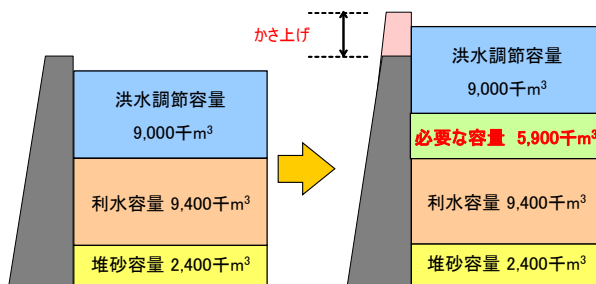 かさ上げ
洪水調節容量
9,000千m³
利水容量 9,400千m³
堆砂容量 2,400千m³
洪水調節容量
9,000千m³
必要な容量 5,900千m³
利水容量 9,400千m³
堆砂容量 2,400千m³